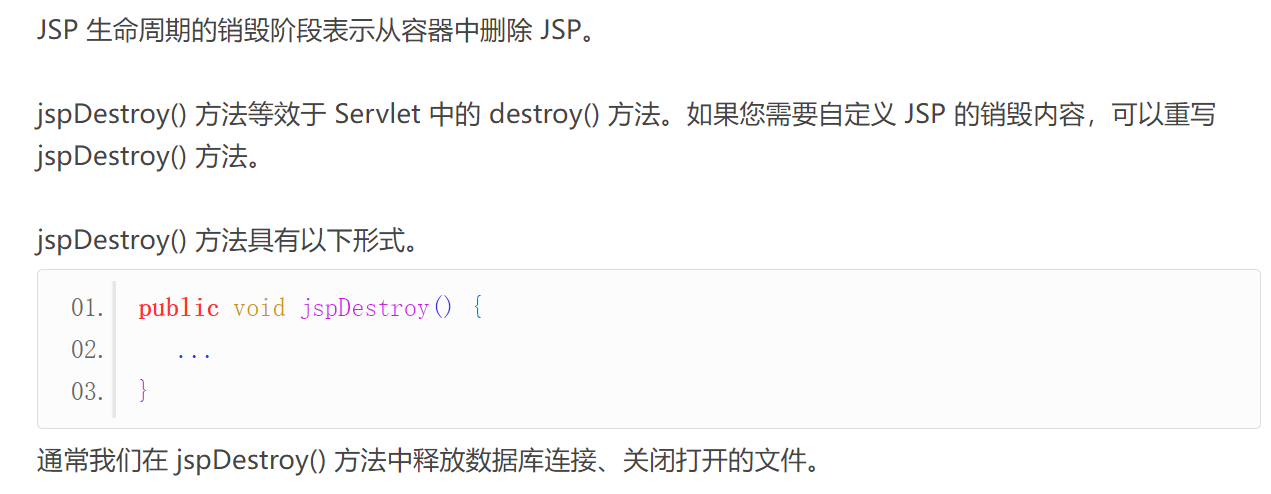 JSP 生命周期的销毁阶段表示从容器中删除 JSP。
jspDestroy() 方法等效于 Servlet 中的 destroy() 方法。如果您需要自定义 JSP 的销毁内容，可以重写
jspDestroy() 方法。
jspDestroy() 方法具有以下形式。
01. public void jspDestroy() {
02. ...
03. }
通常我们在 jspDestroy() 方法中释放数据库连接、关闭打开的文件。